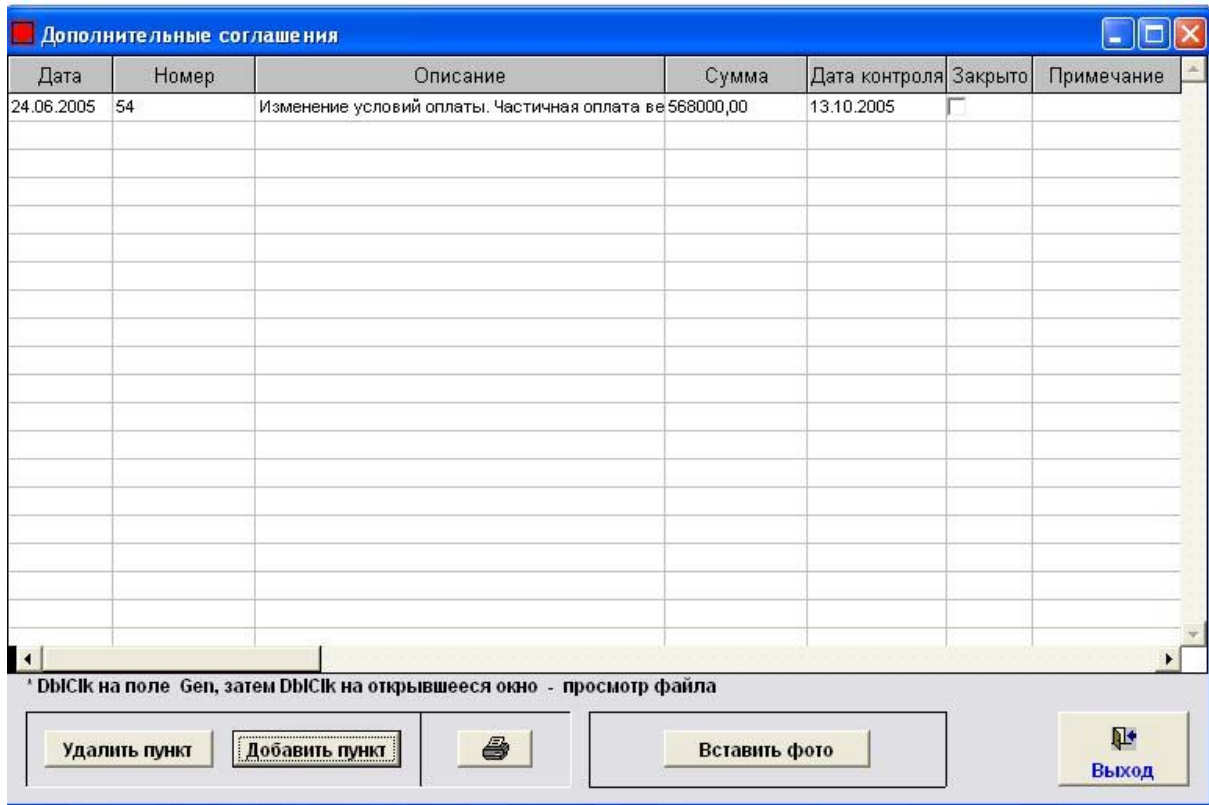 Дополнительные соглашения
Дата Номер Описание Сумма Дата контроля Закрыто Примечание
24.06.2005 54 Изменение условий оплаты. Частичная оплата ве 568000,00 13.10.2005
* DblClk на поле Gen, затем DblClk на открывшееся окно - просмотр файла
Удалить пункт Добавить пункт Вставить фото Выход